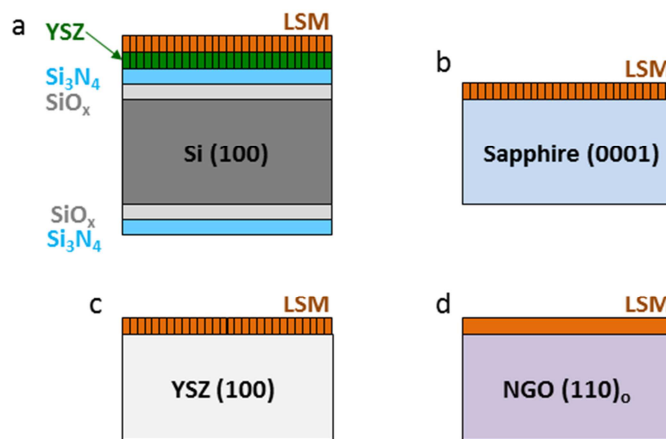 a
YSZ
LSM
Si₃N₄
SiOₓ
Si (100)
SiOₓ
Si₃N₄
b
LSM
Sapphire (0001)
c
LSM
YSZ (100)
d
LSM
NGO (110)ₒ